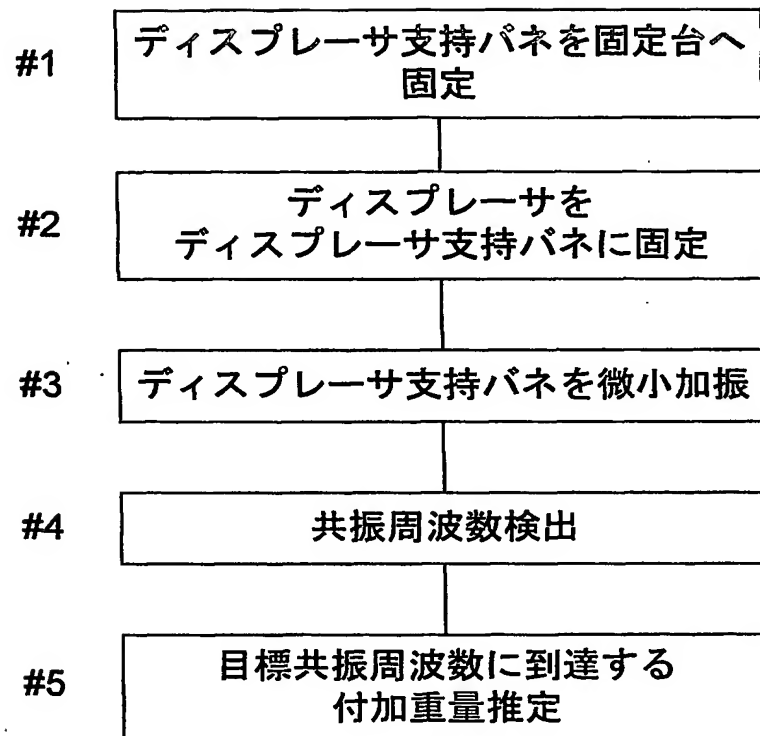 #1
ディスプレーサ支持バネを固定台へ
固定
#2
ディスプレーサを
ディスプレーサ支持バネに固定
#3
ディスプレーサ支持バネを微小加振
#4
共振周波数検出
#5
目標共振周波数に到達する
付加重量推定